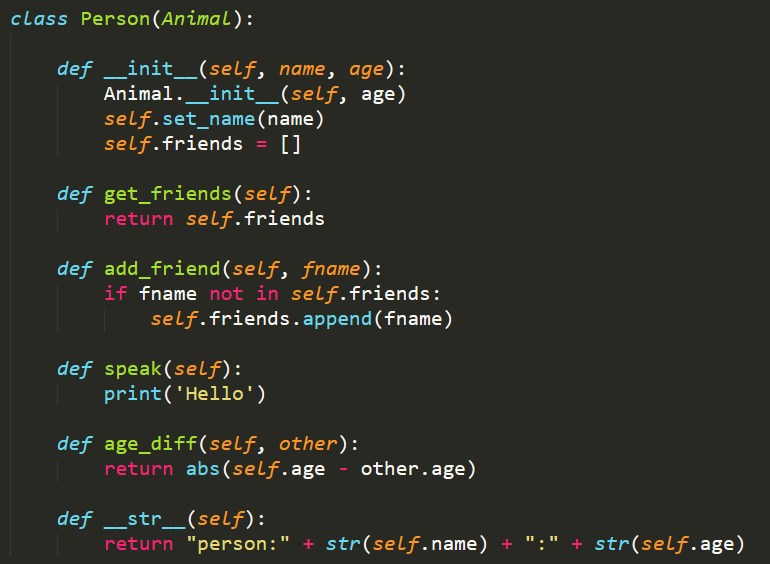 class Person(Animal):
def __init__(self, name, age):
Animal.__init__(self, age)
self.set_name(name)
self.friends = []
def get_friends(self):
return self.friends
def add_friend(self, fname):
if fname not in self.friends:
self.friends.append(fname)
def speak(self):
print('Hello')
def age_diff(self, other):
return abs(self.age - other.age)
def __str__(self):
return "person:" + str(self.name) + ":" + str(self.age)